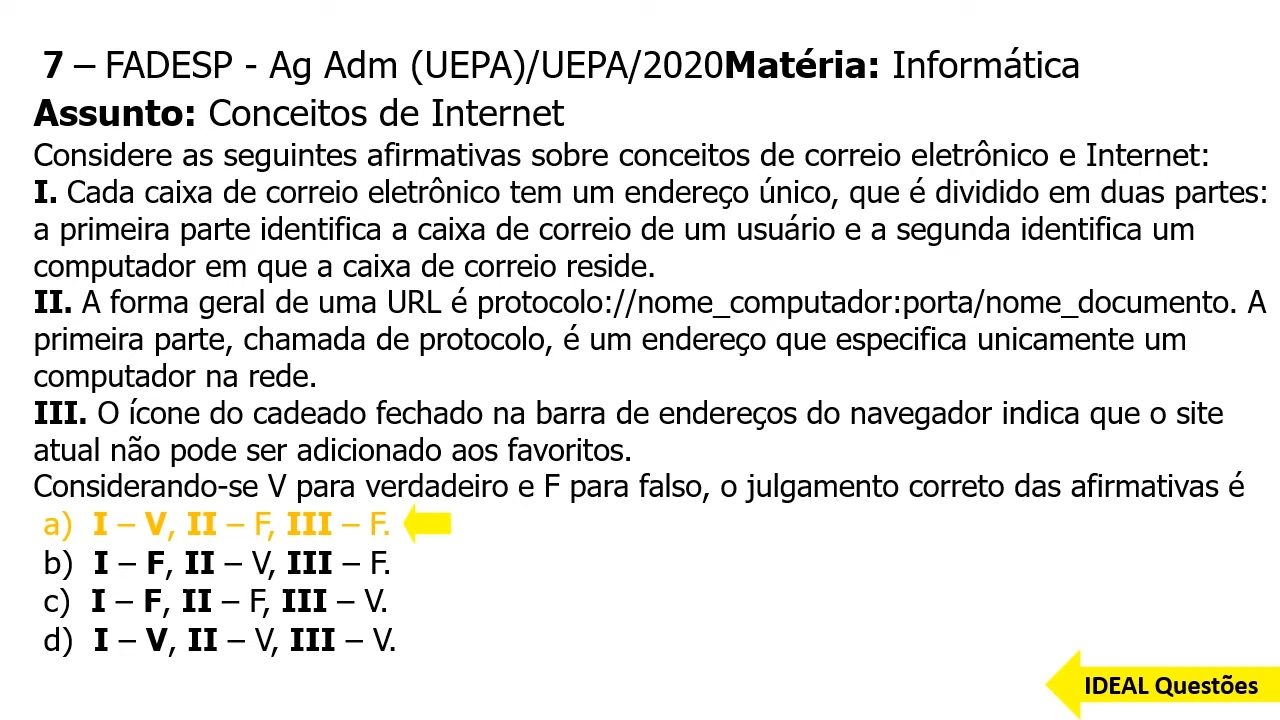 7 – FADESP - Ag Adm (UEPA)/UEPA/2020Matéria: Informática
Assunto: Conceitos de Internet
Considere as seguintes afirmativas sobre conceitos de correio eletrônico e Internet:
I. Cada caixa de correio eletrônico tem um endereço único, que é dividido em duas partes:
a primeira parte identifica a caixa de correio de um usuário e a segunda identifica um
computador em que a caixa de correio reside.
II. A forma geral de uma URL é protocolo://nome_computador:porta/nome_documento. A
primeira parte, chamada de protocolo, é um endereço que especifica unicamente um
computador na rede.
III. O ícone do cadeado fechado na barra de endereços do navegador indica que o site
atual não pode ser adicionado aos favoritos.
Considerando-se V para verdadeiro e F para falso, o julgamento correto das afirmativas é
a) I – V, II – F, III – F.
b) I – F, II – V, III – F.
c) I – F, II – F, III – V.
d) I – V, II – V, III – V.
IDEAL Questões